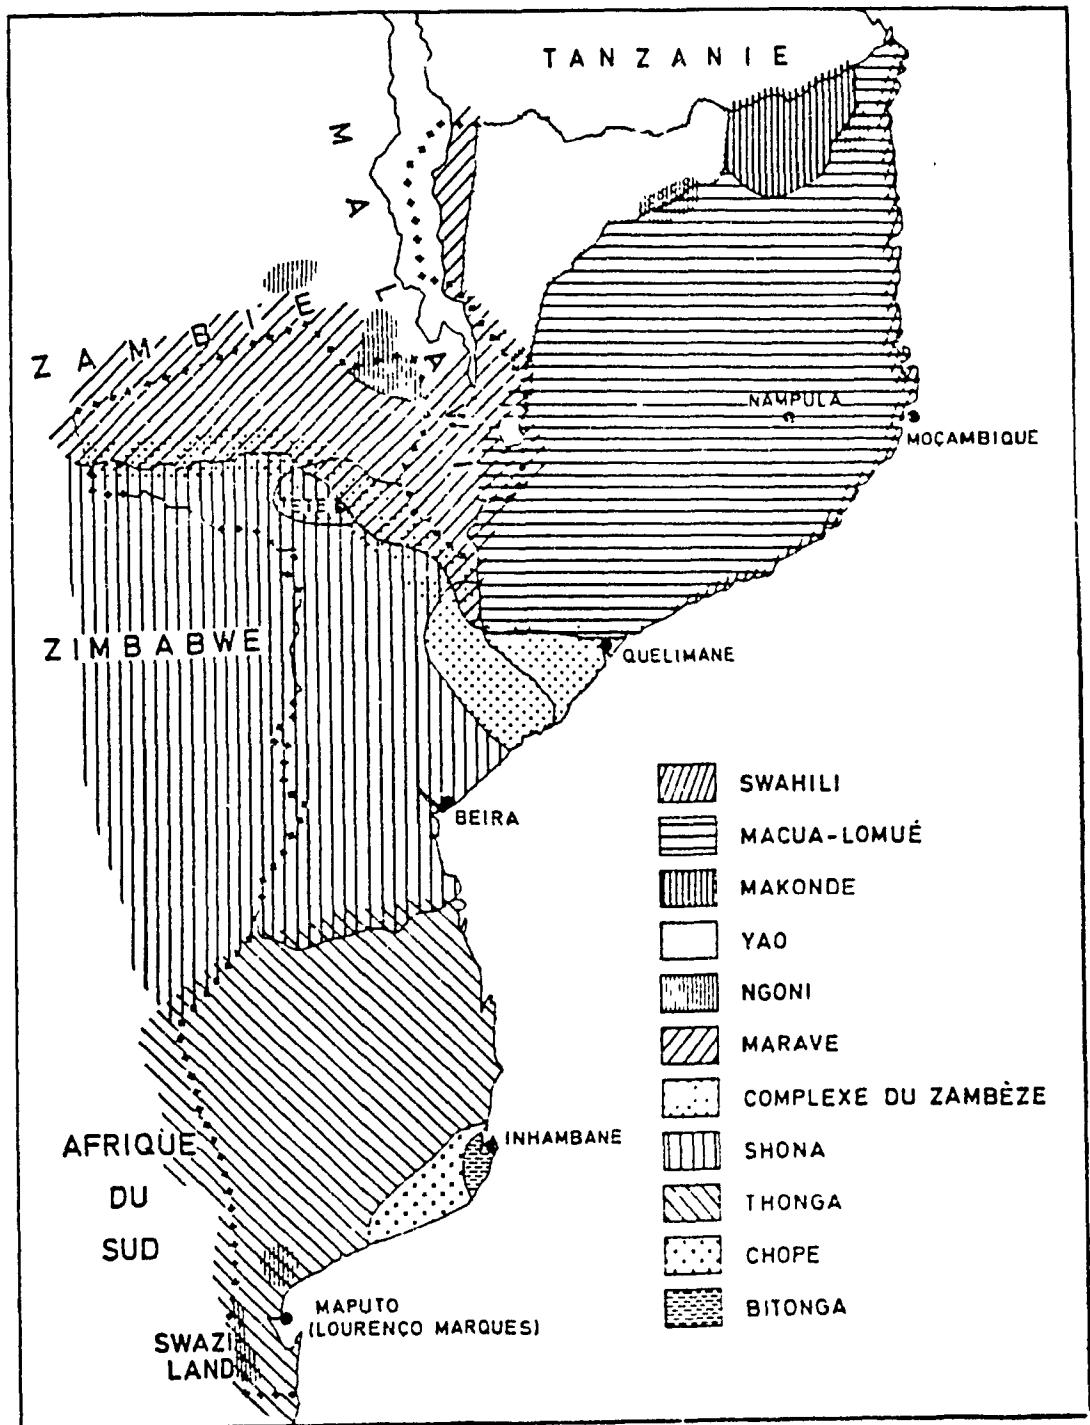 TANZANIE
MALAWI
ZAMBIE
NAMPULA
MOÇAMBIQUE
TETE
ZIMBABWE
QUELIMANE
BEIRA
SWAHILI
MACUA-LOMUÉ
MAKONDE
YAO
NGONI
MARAVE
COMPLEXE DU ZAMBÈZE
SHONA
THONGA
CHOPE
BITONGA
INHAMBANE
AFRIQUE
DU
SUD
MAPUTO
(LOURENÇO MARQUES)
SWAZI
LAND